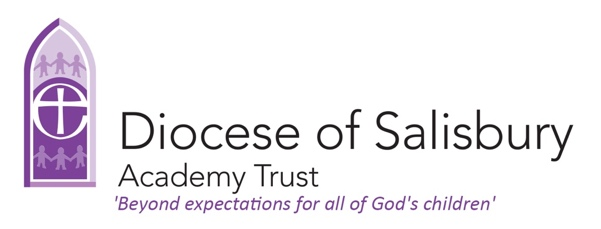 Diocese of Salisbury
Academy Trust
'Beyond expectations for all of God's children'